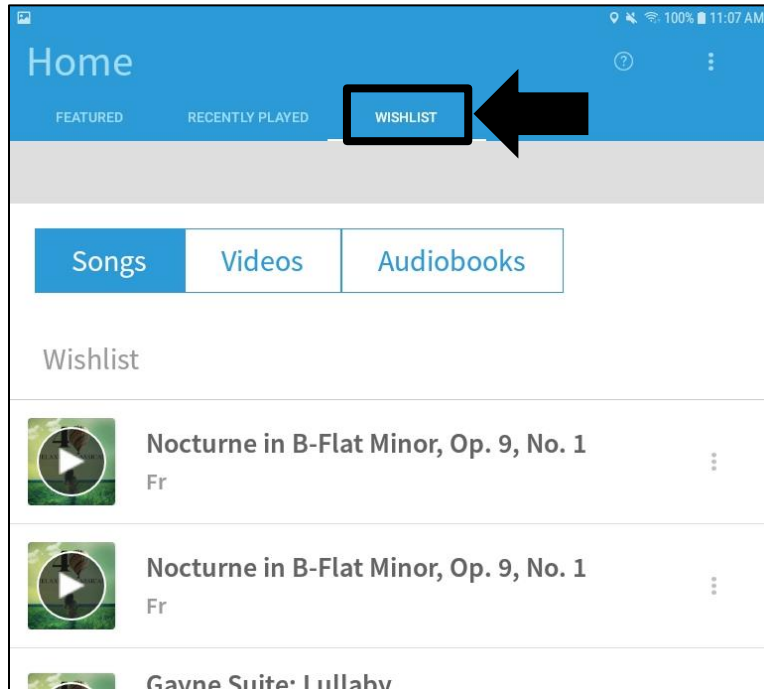 100% 11:07 AM
Home
FEATURED RECENTLY PLAYED WISHLIST
Songs Videos Audiobooks
Wishlist
Nocturne in B-Flat Minor, Op. 9, No. 1
Fr
Nocturne in B-Flat Minor, Op. 9, No. 1
Fr
Gayne Suite: Lullaby